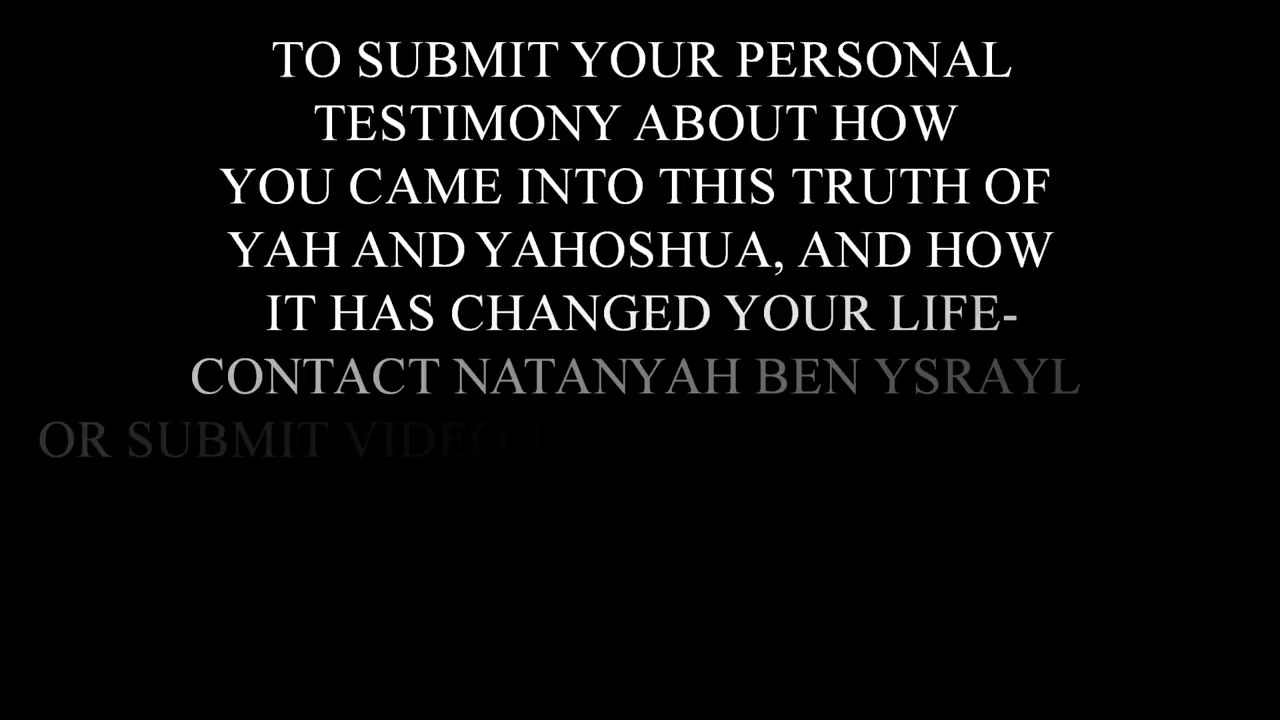 TO SUBMIT YOUR PERSONAL
TESTIMONY ABOUT HOW
YOU CAME INTO THIS TRUTH OF
YAH AND YAHOSHUA, AND HOW
IT HAS CHANGED YOUR LIFE-
CONTACT NATANYAH BEN YSRAYL
OR SUBMIT VIDEO